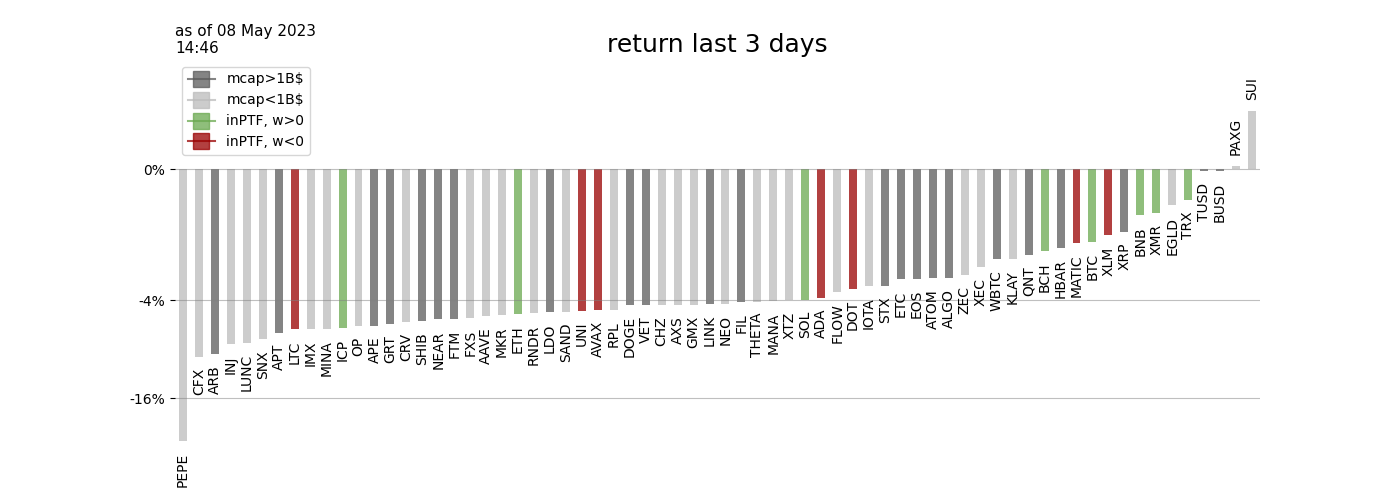 as of 08 May 2023
14:46
return last 3 days
mcap>1B$
mcap<1B$
inPTF, w>0
inPTF, w<0
0%
-4%
-16%
PEPE
CFX
ARB
INJ
LUNC
SNX
APT
LTC
IMX
MINA
ICP
OP
APE
GRT
CRV
SHIB
NEAR
FTM
FXS
AAVE
MKR
ETH
RNDR
LDO
SAND
UNI
AVAX
RPL
DOGE
VET
CHZ
AXS
GMX
LINK
NEO
FIL
THETA
MANA
XTZ
SOL
ADA
FLOW
DOT
IOTA
STX
ETC
EOS
ATOM
ALGO
ZEC
XEC
WBTC
KLAY
QNT
BCH
HBAR
MATIC
BTC
XLM
XRP
BNB
XMR
EGLD
TRX
TUSD
BUSD
PAXG
SUI